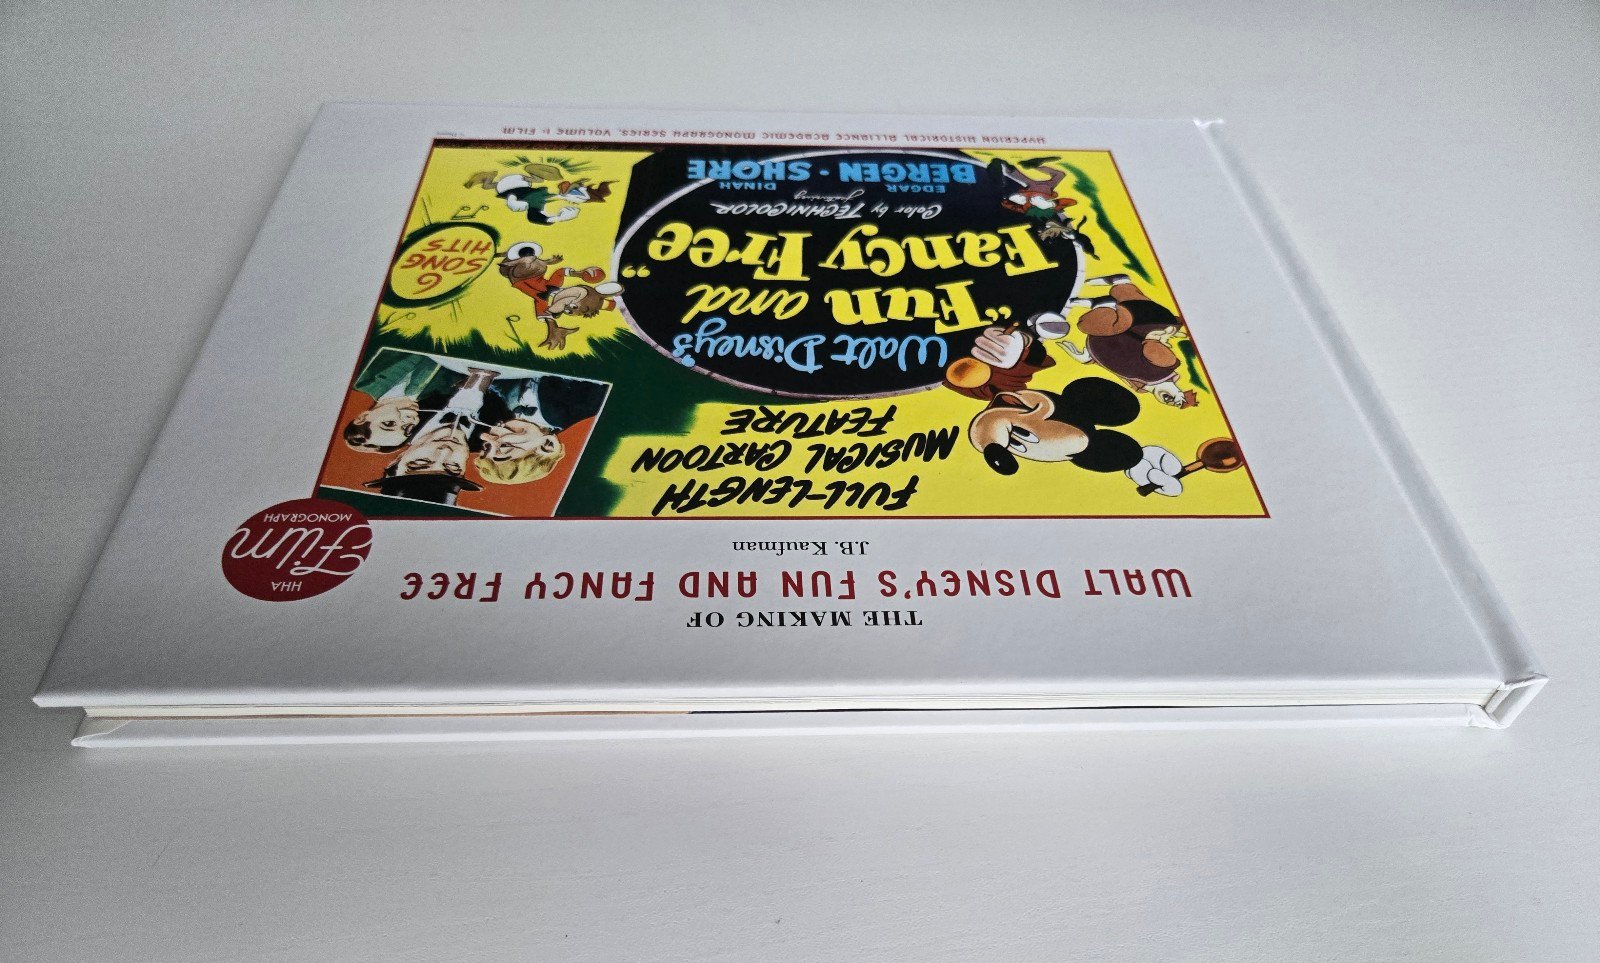 THE MAKING OF
WALT DISNEY'S FUN AND FANCY FREE
J.B. Kaufman
HHA
Film
MONOGRAPH
FULL-LENGTH
MUSICAL CARTOON
FEATURE
Walt Disney's
"Fun and
Fancy Free"
Color by TECHNICOLOR
featuring
EDGAR
BERGEN · DINAH
SHORE
6
SONG
HITS
HYPERION HISTORICAL ALLIANCE ACADEMIC MONOGRAPH SERIES, VOLUME 1: FILM